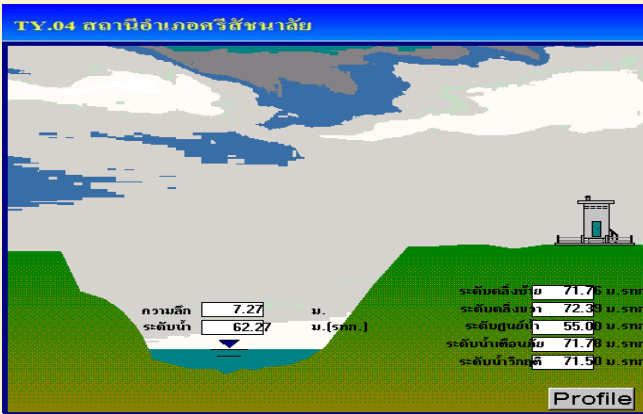 TY.04 สถานีอำเภอศรีสัชนาลัย
ความลึก 7.27 ม.
ระดับน้ำ 62.27 ม.(รทก.)
ระดับตลิ่งซ้าย 71.76 ม.รทก
ระดับตลิ่งขวา 72.39 ม.รทก
ระดับศูนย์น้ำ 55.00 ม.รทก
ระดับน้ำเตือนภัย 71.78 ม.รทก
ระดับน้ำวิกฤติ 71.50 ม.รทก
Profile